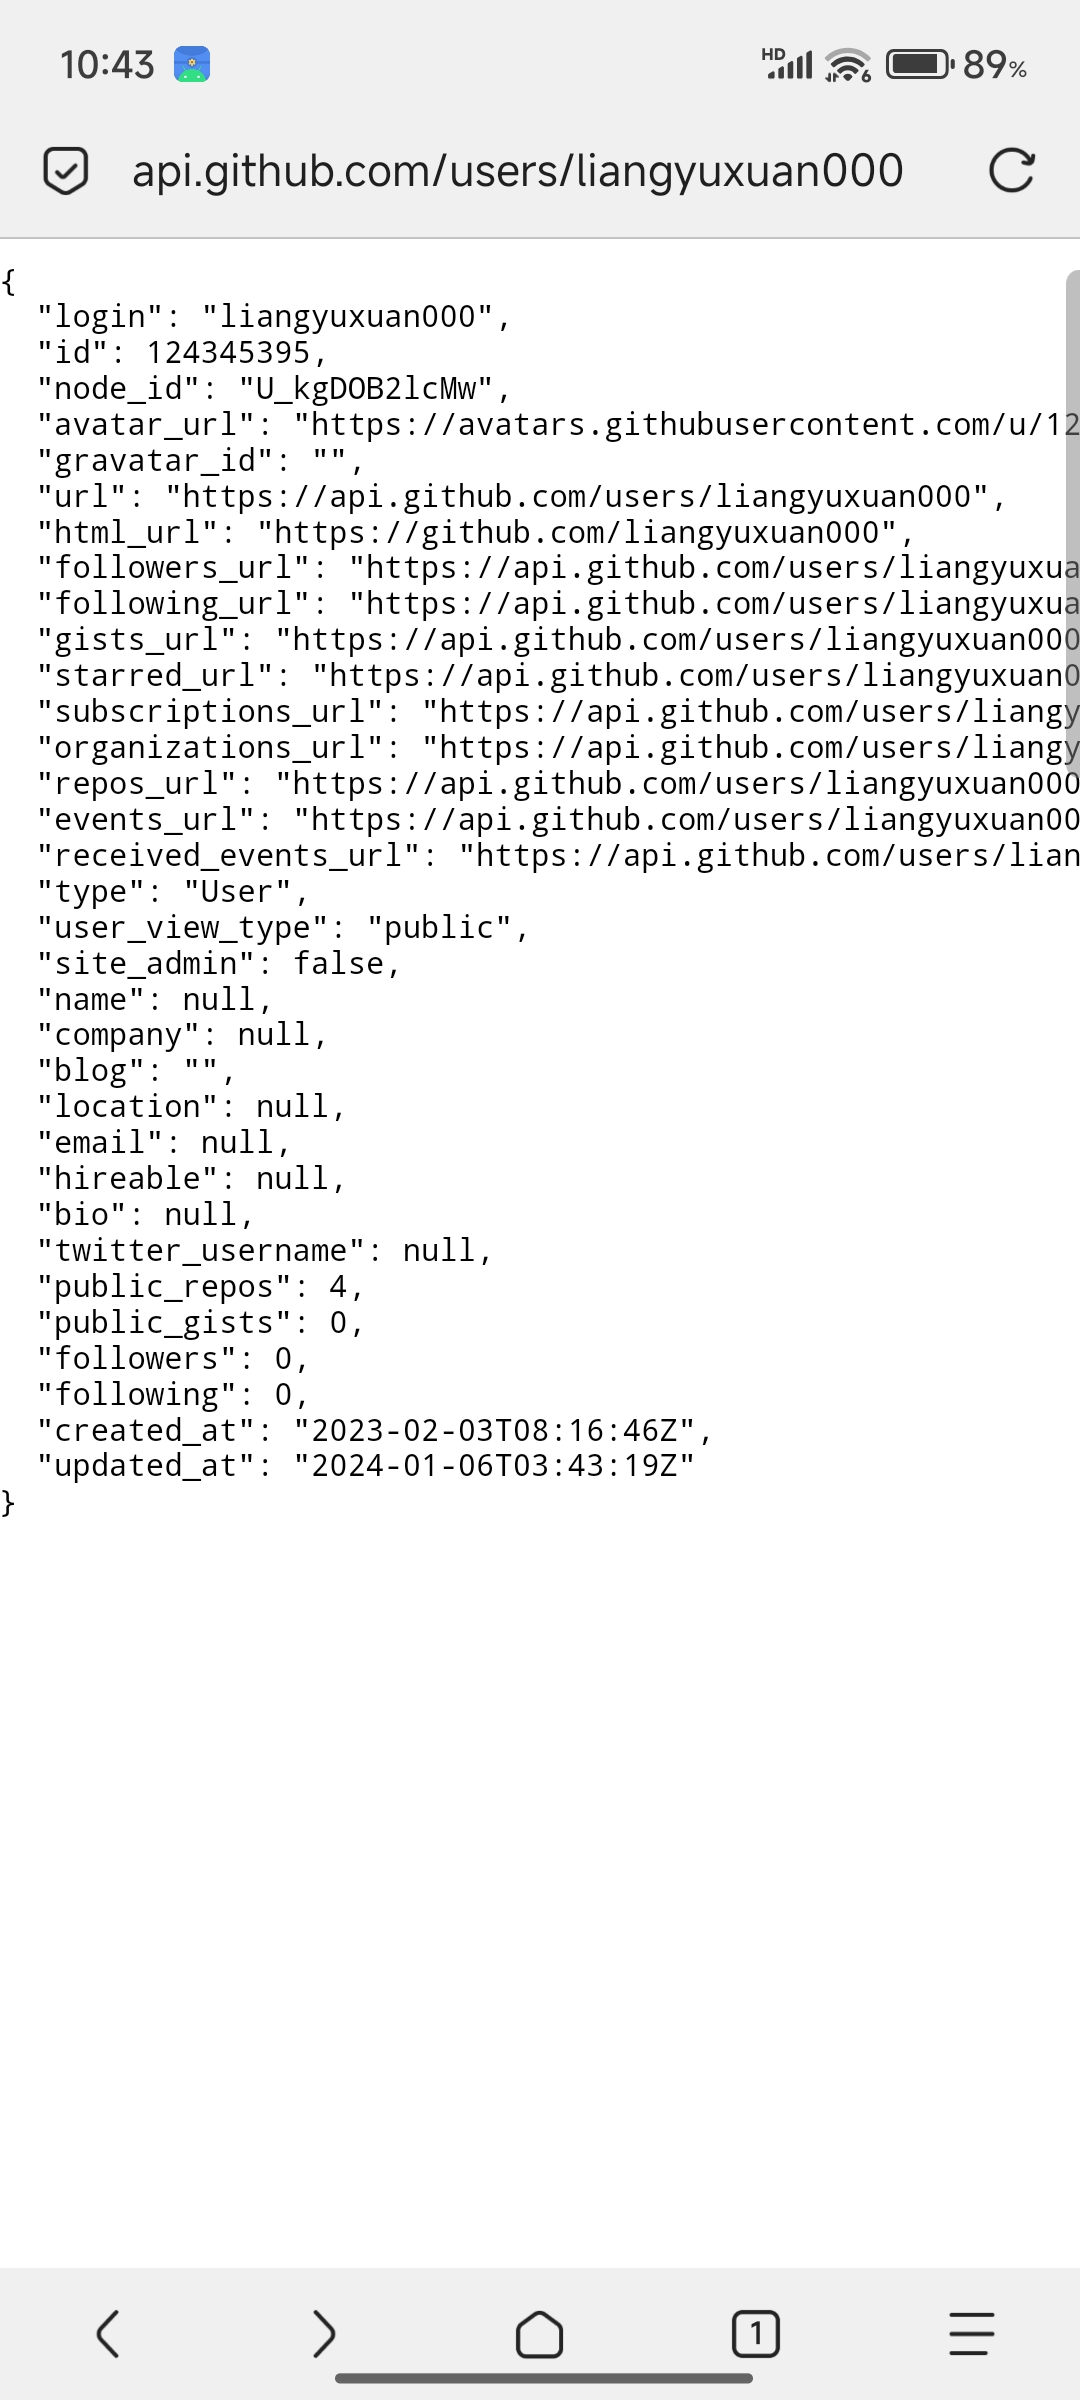 10:43 HD 6 89%
api.github.com/users/liangyuxuan000
{
  "login": "liangyuxuan000",
  "id": 124345395,
  "node_id": "U_kgDOB2lcMw",
  "avatar_url": "https://avatars.githubusercontent.com/u/12
  "gravatar_id": "",
  "url": "https://api.github.com/users/liangyuxuan000",
  "html_url": "https://github.com/liangyuxuan000",
  "followers_url": "https://api.github.com/users/liangyuxua
  "following_url": "https://api.github.com/users/liangyuxua
  "gists_url": "https://api.github.com/users/liangyuxuan000
  "starred_url": "https://api.github.com/users/liangyuxuan0
  "subscriptions_url": "https://api.github.com/users/liangy
  "organizations_url": "https://api.github.com/users/liangy
  "repos_url": "https://api.github.com/users/liangyuxuan000
  "events_url": "https://api.github.com/users/liangyuxuan00
  "received_events_url": "https://api.github.com/users/lian
  "type": "User",
  "user_view_type": "public",
  "site_admin": false,
  "name": null,
  "company": null,
  "blog": "",
  "location": null,
  "email": null,
  "hireable": null,
  "bio": null,
  "twitter_username": null,
  "public_repos": 4,
  "public_gists": 0,
  "followers": 0,
  "following": 0,
  "created_at": "2023-02-03T08:16:46Z",
  "updated_at": "2024-01-06T03:43:19Z"
}
1